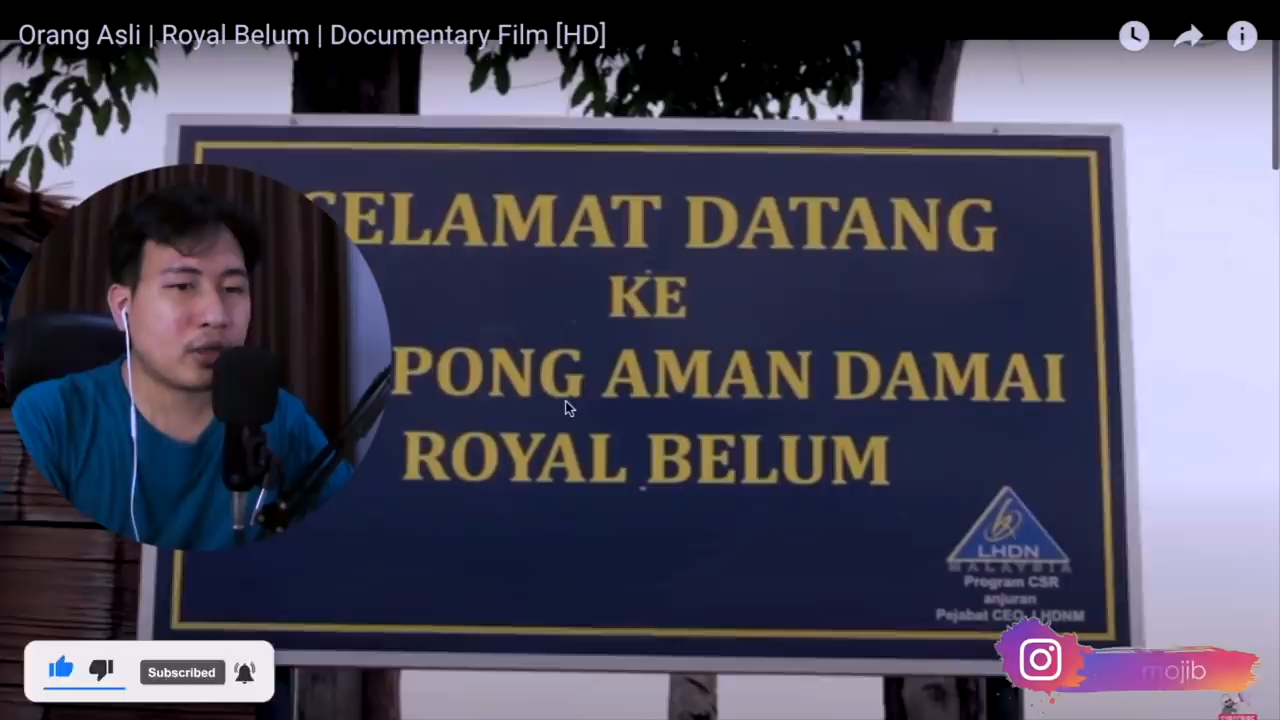 Orang Asli | Royal Belum | Documentary Film [HD]
SELAMAT DATANG
KE
PONG AMAN DAMAI
ROYAL BELUM
LHDN
MALAYSIA
Program CSR
anjuran
Pejabat CEO, LHDNM
Subscribed
mojib